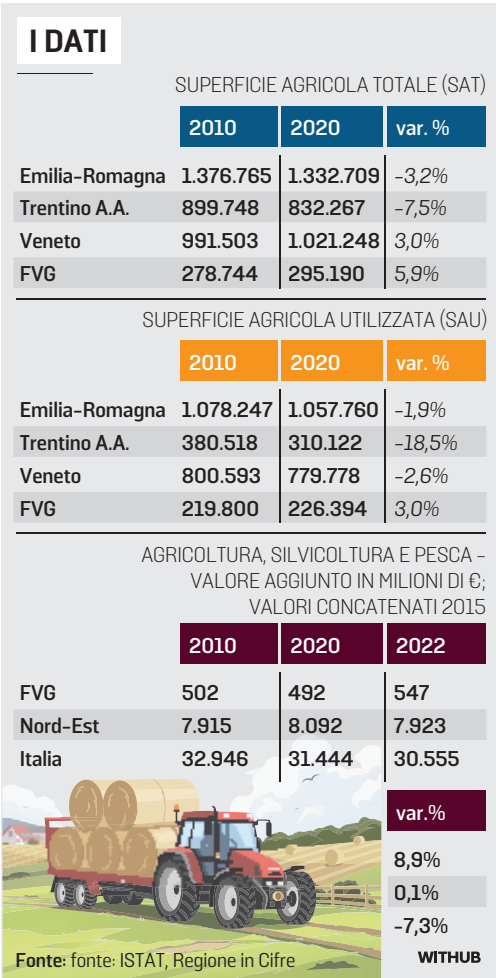 I DATI
SUPERFICIE AGRICOLA TOTALE (SAT)
2010 2020 var. %
Emilia-Romagna 1.376.765 1.332.709 -3,2%
Trentino A.A. 899.748 832.267 -7,5%
Veneto 991.503 1.021.248 3,0%
FVG 278.744 295.190 5,9%
SUPERFICIE AGRICOLA UTILIZZATA (SAU)
2010 2020 var. %
Emilia-Romagna 1.078.247 1.057.760 -1,9%
Trentino A.A. 380.518 310.122 -18,5%
Veneto 800.593 779.778 -2,6%
FVG 219.800 226.394 3,0%
AGRICOLTURA, SILVICOLTURA E PESCA -
VALORE AGGIUNTO IN MILIONI DI €;
VALORI CONCATENATI 2015
2010 2020 2022
FVG 502 492 547
Nord-Est 7.915 8.092 7.923
Italia 32.946 31.444 30.555
var.%
8,9%
0,1%
-7,3%
Fonte: fonte: ISTAT, Regione in Cifre
WITHUB